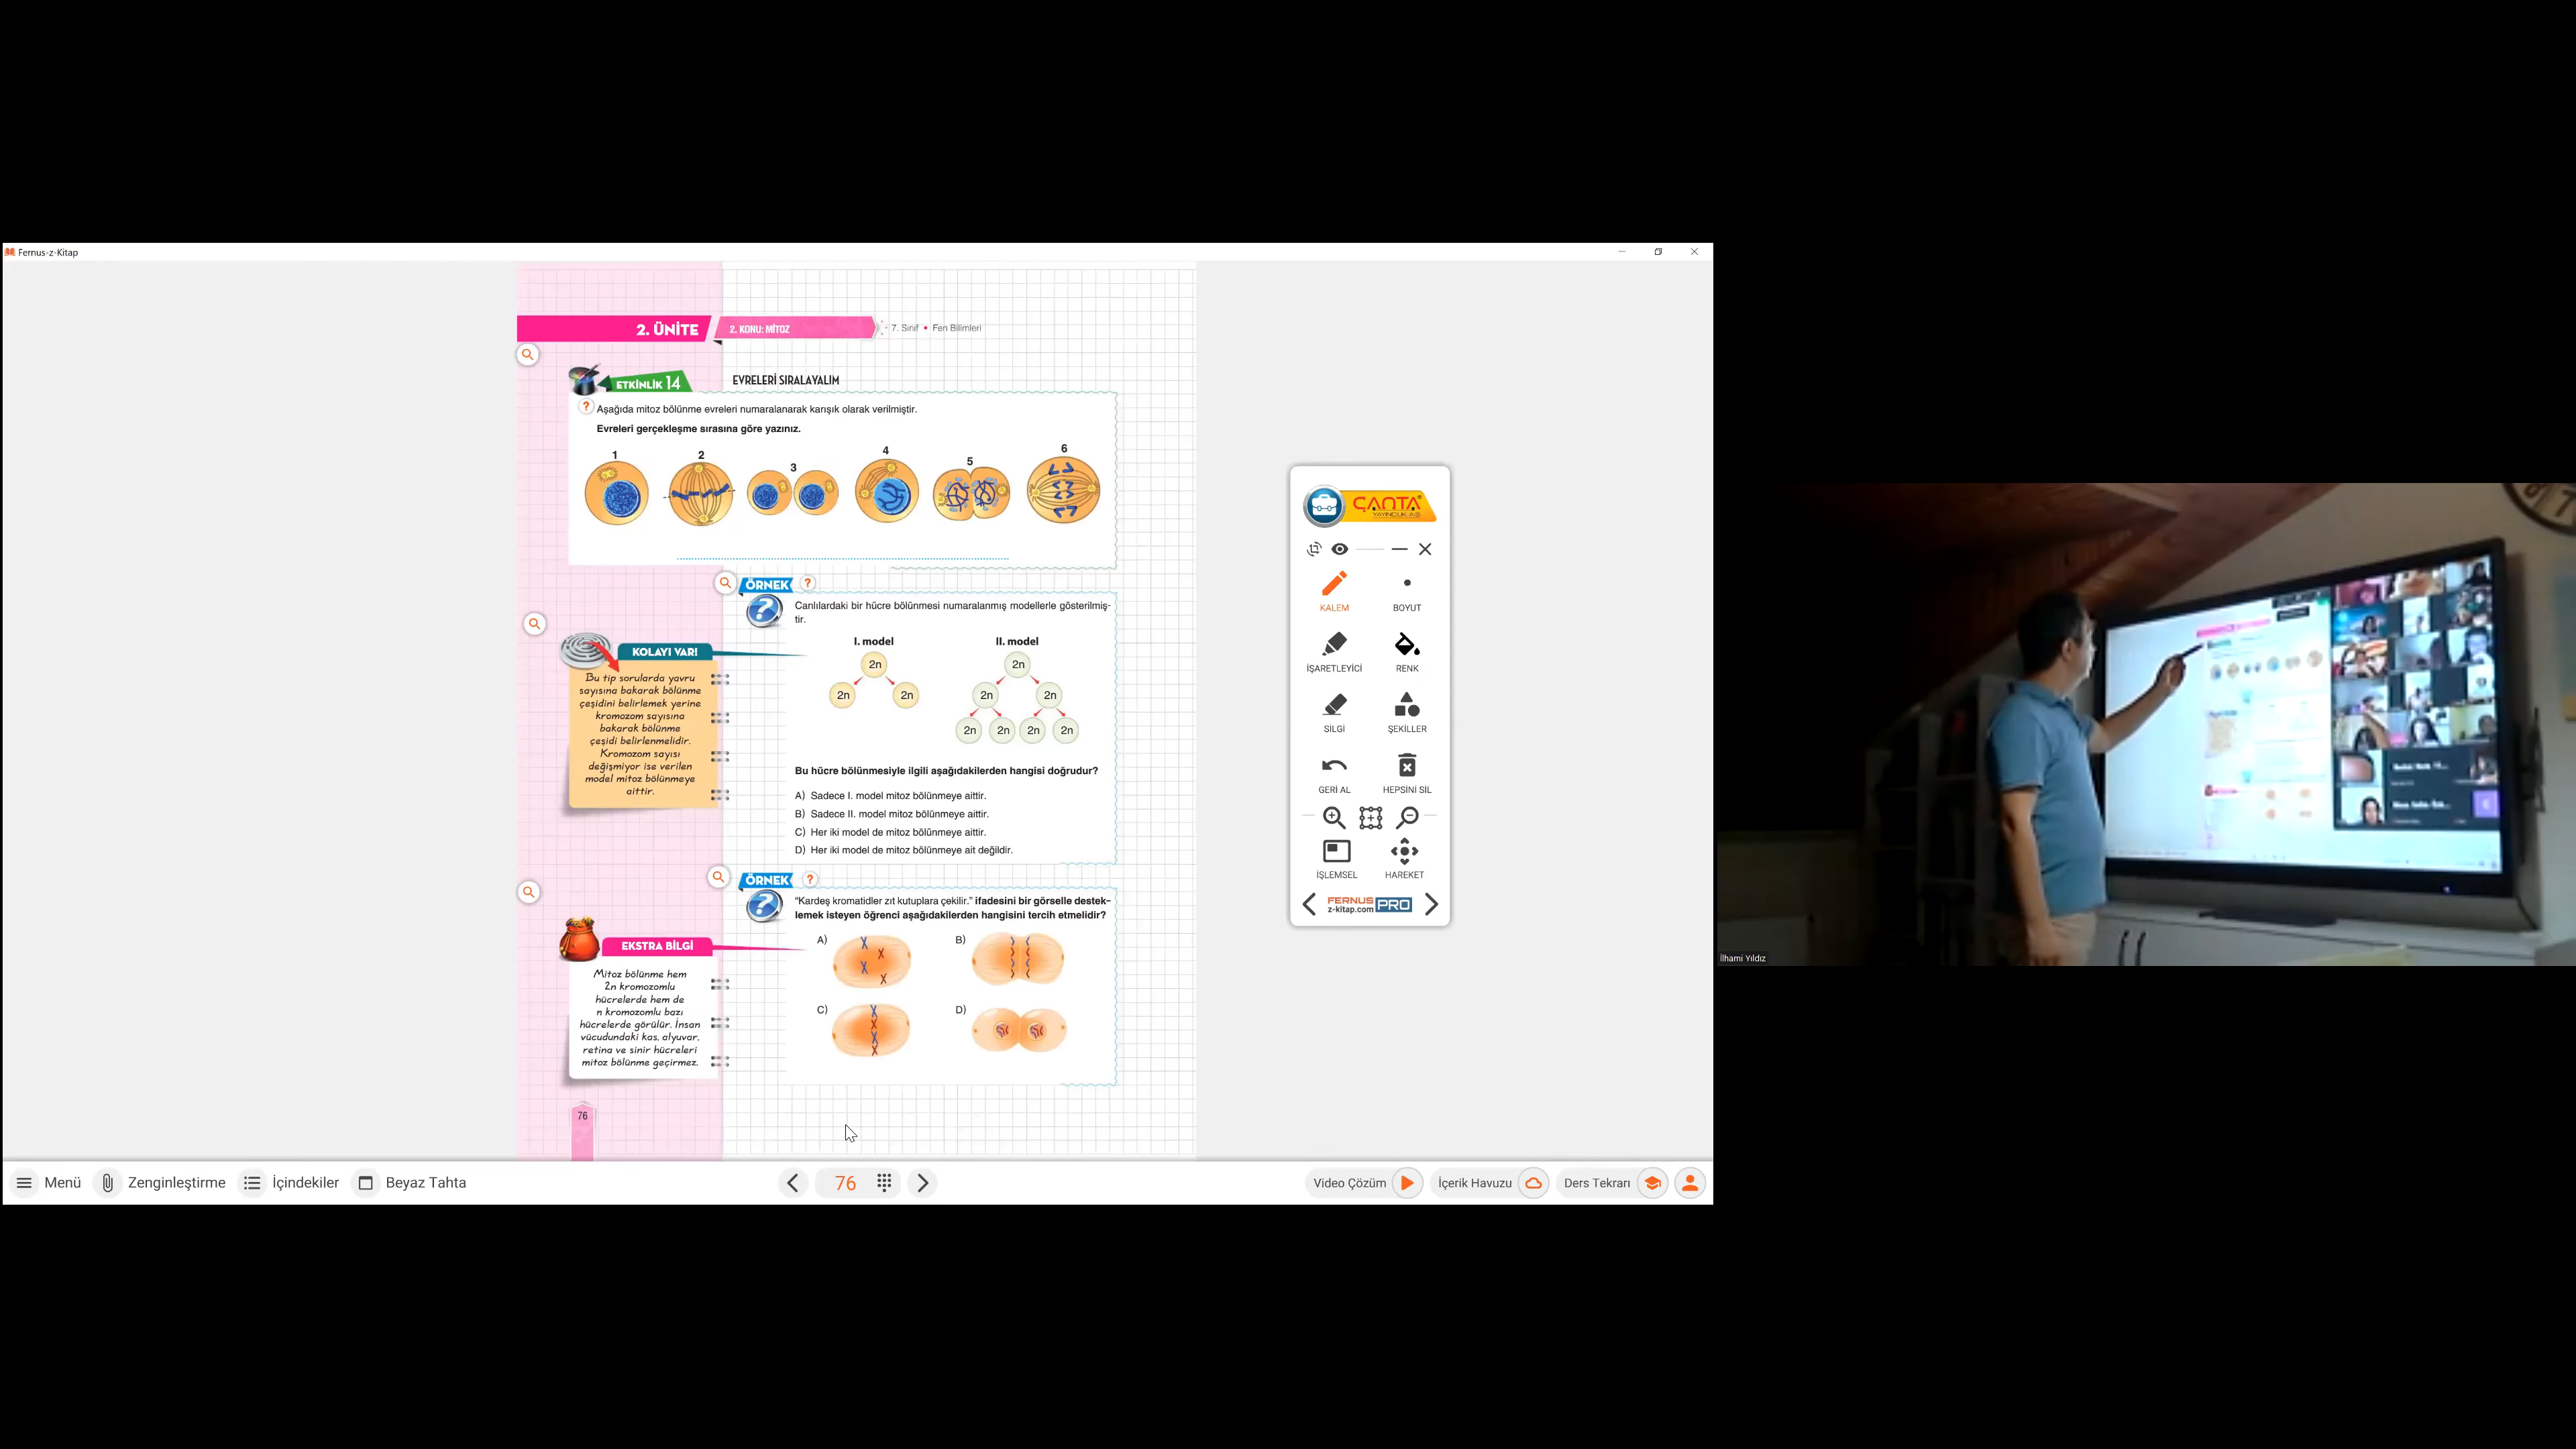 Fernus-z-Kitap
2. ÜNİTE
2. KONU: MİTOZ
7. Sınıf • Fen Bilimleri
ETKİNLİK 14
EVRELERİ SIRALAYALIM
? Aşağıda mitoz bölünme evreleri numaralanarak karışık olarak verilmiştir.
Evreleri gerçekleşme sırasına göre yazınız.
1 2 3 4 5 6
ÖRNEK ?
Canlılardaki bir hücre bölünmesi numaralanmış modellerle gösterilmiş-
tir.
I. model II. model
2n 2n
2n 2n 2n 2n
2n 2n 2n 2n
Bu hücre bölünmesiyle ilgili aşağıdakilerden hangisi doğrudur?
A) Sadece I. model mitoz bölünmeye aittir.
B) Sadece II. model mitoz bölünmeye aittir.
C) Her iki model de mitoz bölünmeye aittir.
D) Her iki model de mitoz bölünmeye ait değildir.
KOLAYI VAR!
Bu tip sorularda yavru
sayısına bakarak bölünme
çeşidini belirlemek yerine
kromozom sayısına
bakarak bölünme
çeşidi belirlenmelidir.
Kromozom sayısı
değişmiyor ise verilen
model mitoz bölünmeye
aittir.
ÖRNEK ?
"Kardeş kromatidler zıt kutuplara çekilir." ifadesini bir görselle destek-
lemek isteyen öğrenci aşağıdakilerden hangisini tercih etmelidir?
A) B)
C) D)
EKSTRA BİLGİ
Mitoz bölünme hem
2n kromozomlu
hücrelerde hem de
n kromozomlu bazı
hücrelerde görülür. İnsan
vücudundaki kas, alyuvar,
retina ve sinir hücreleri
mitoz bölünme geçirmez.
76
ÇANTA
YAYINCILIK A.Ş.
KALEM BOYUT
İŞARETLEYİCİ RENK
SİLGİ ŞEKİLLER
GERİ AL HEPSİNİ SİL
İŞLEMSEL HAREKET
FERNUS PRO
z-kitap.com
Menü Zenginleştirme İçindekiler Beyaz Tahta
76
Video Çözüm İçerik Havuzu Ders Tekrarı
İlhami Yıldız